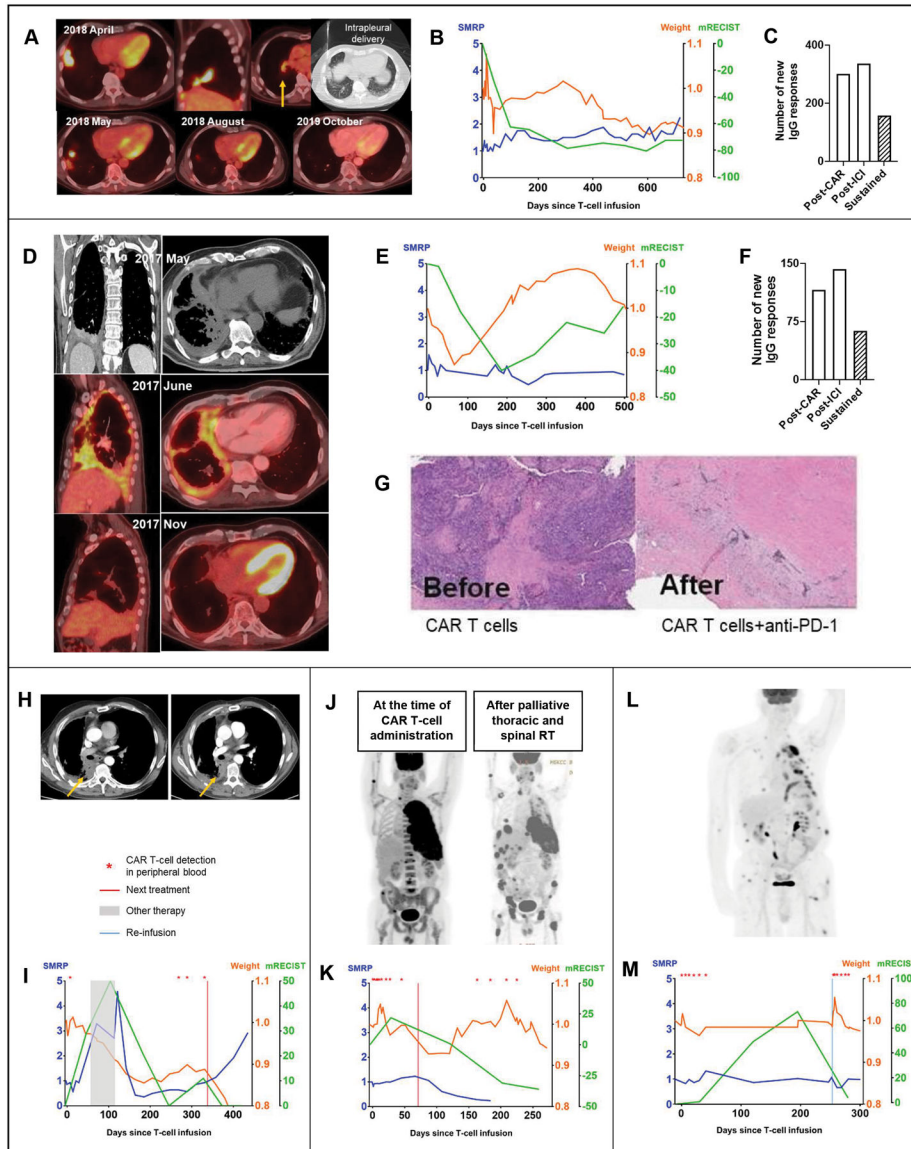 A
2018 April
Intrapleural
delivery
2018 May
2018 August
2019 October
B
SMRP
Weight
mRECIST
5
4
3
2
1
1.1
1.0
0.9
0.8
0
-20
-40
-60
-80
-100
0 200 400 600
Days since T-cell infusion
C
Number of new
IgG responses
400
200
0
Post-CAR
Post-ICI
Sustained
D
2017 May
2017 June
2017 Nov
E
SMRP
Weight
mRECIST
5
4
3
2
1
0
1.1
1.0
0.9
0.8
0
-10
-20
-30
-40
-50
0 100 200 300 400 500
Days since T-cell infusion
F
Number of new
IgG responses
150
75
0
Post-CAR
Post-ICI
Sustained
G
Before
After
CAR T cells
CAR T cells+anti-PD-1
H
* CAR T-cell detection
in peripheral blood
Next treatment
Other therapy
Re-infusion
I
SMRP
Weight
mRECIST
5
4
3
2
1
0
1.1
1.0
0.9
0.8
50
40
30
20
10
0
0 100 200 300 400
Days since T-cell infusion
J
At the time of
CAR T-cell
administration
After palliative
thoracic and
spinal RT
K
SMRP
Weight
mRECIST
5
4
3
2
1
0
1.1
1.0
0.9
0.8
50
25
0
-25
-50
0 50 100 150 200 250
Days since T-cell infusion
L
M
SMRP
Weight
mRECIST
5
4
3
2
1
0
1.1
1.0
0.9
0.8
100
80
60
40
20
0
0 100 200 300
Days since T-cell infusion